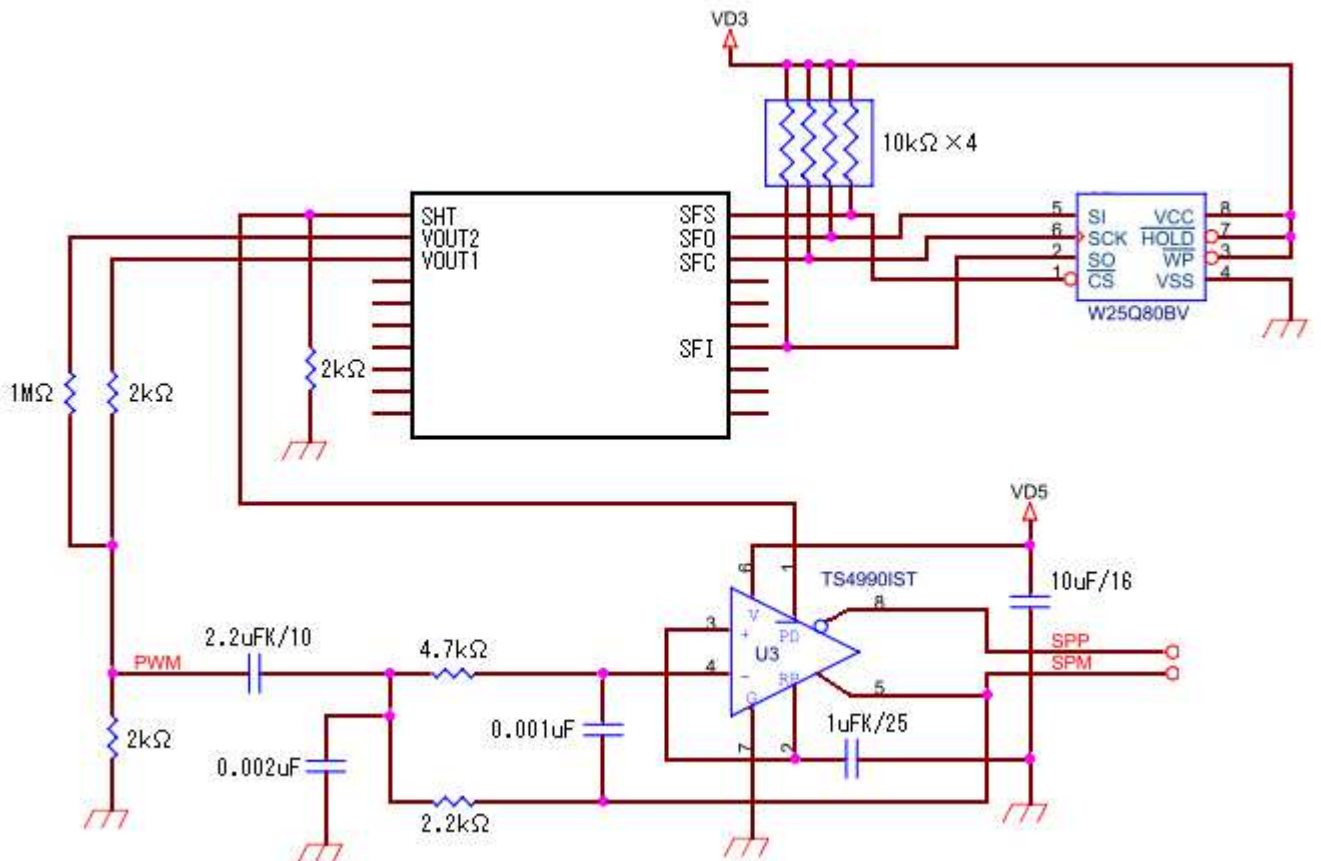 VD3
10kΩ×4
SHT
VOUT2
VOUT1
SFS
SFO
SFC
SFI
5
6
2
1
SI
SCK
SO
CS
VCC
HOLD
WP
VSS
8
7
3
4
W25Q80BV
1MΩ
2kΩ
2kΩ
VD5
10uF/16
TS4990IST
6
1
8
3
4
5
7
2
V
+
PD
U3
-
G
SPP
SPM
PWM
2.2uFK/10
4.7kΩ
0.001uF
1uFK/25
2kΩ
0.002uF
2.2kΩ